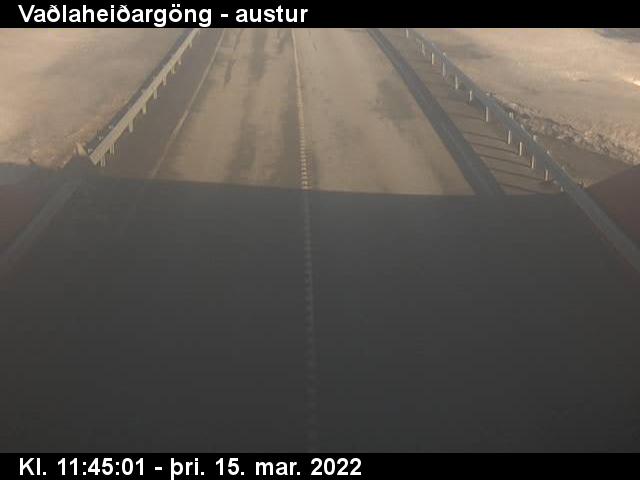 Vaðlaheiðargöng - austur
Kl. 11:45:01 - þri. 15. mar. 2022